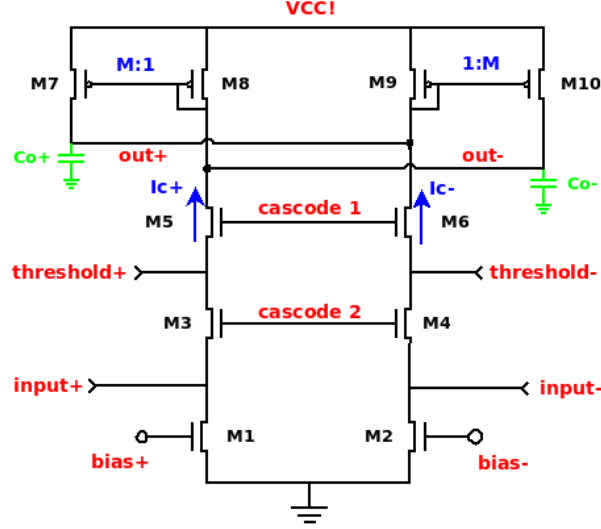 VCC!
M:1
1:M
M7
M8
M9
M10
Co+
out+
out-
Co-
Ic+
Ic-
M5
cascode 1
M6
threshold+
threshold-
M3
cascode 2
M4
input+
input-
M1
M2
bias+
bias-